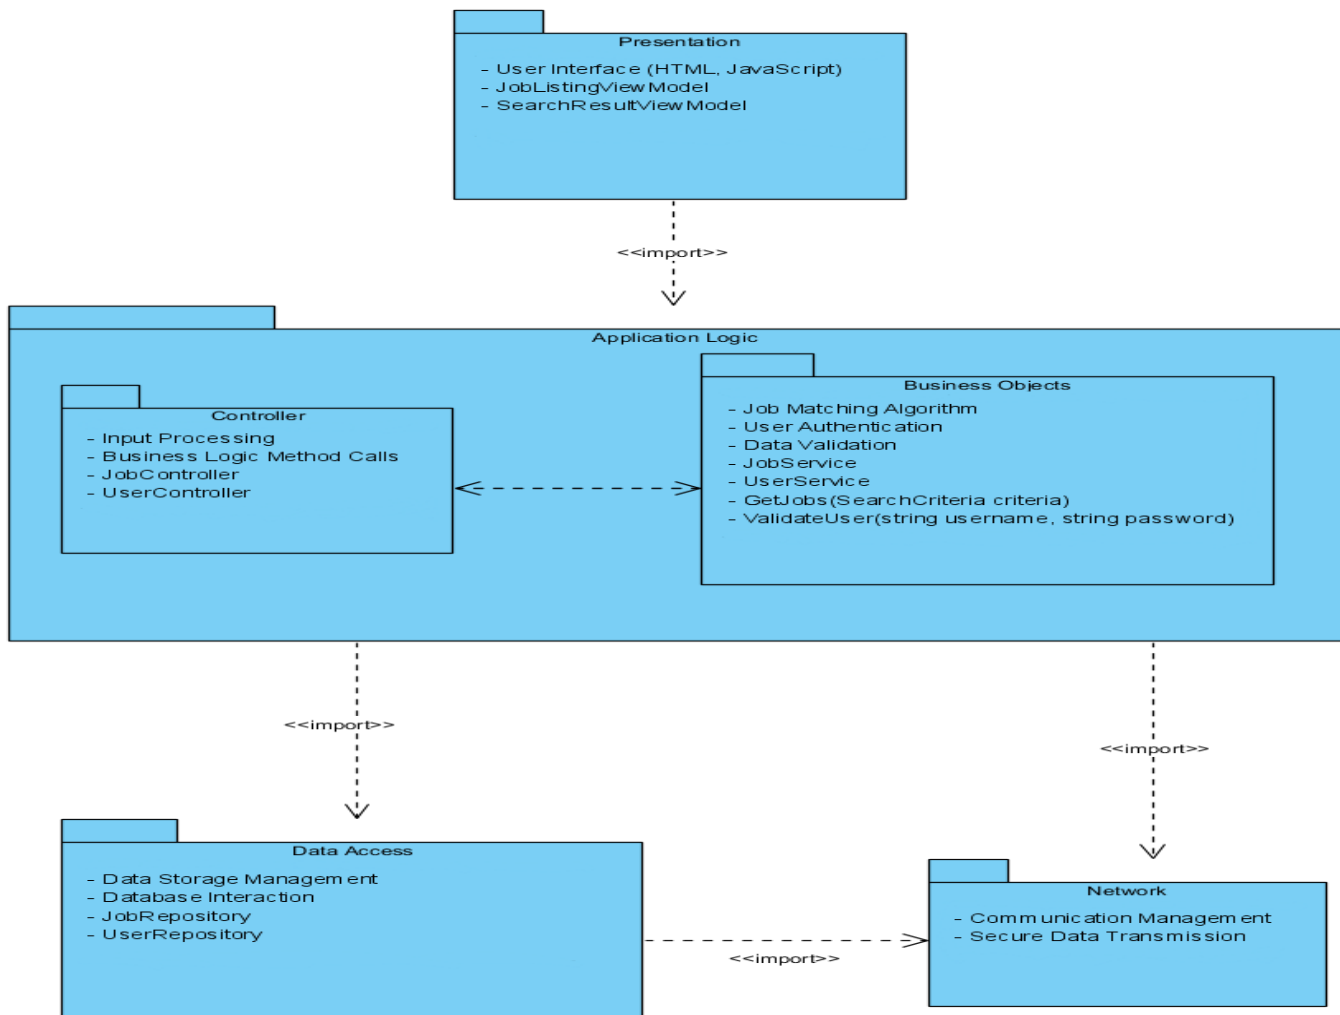 Presentation
- User Interface (HTML, JavaScript)
- JobListingViewModel
- SearchResultViewModel
<<import>>
Application Logic
Controller
- Input Processing
- Business Logic Method Calls
- JobController
- UserController
Business Objects
- Job Matching Algorithm
- User Authentication
- Data Validation
- JobService
- UserService
- GetJobs(SearchCriteria criteria)
- ValidateUser(string username, string password)
<<import>>
<<import>>
Data Access
- Data Storage Management
- Database Interaction
- JobRepository
- UserRepository
<<import>>
Network
- Communication Management
- Secure Data Transmission